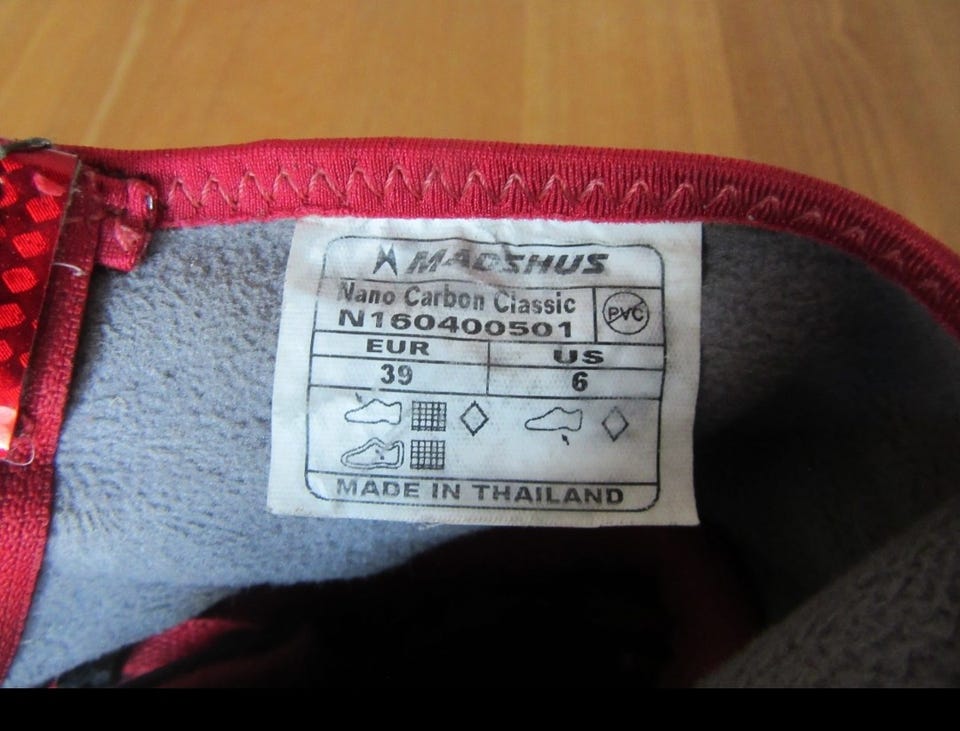 MADSHUS
Nano Carbon Classic
N160400501
PVC
EUR
US
39
6
MADE IN THAILAND